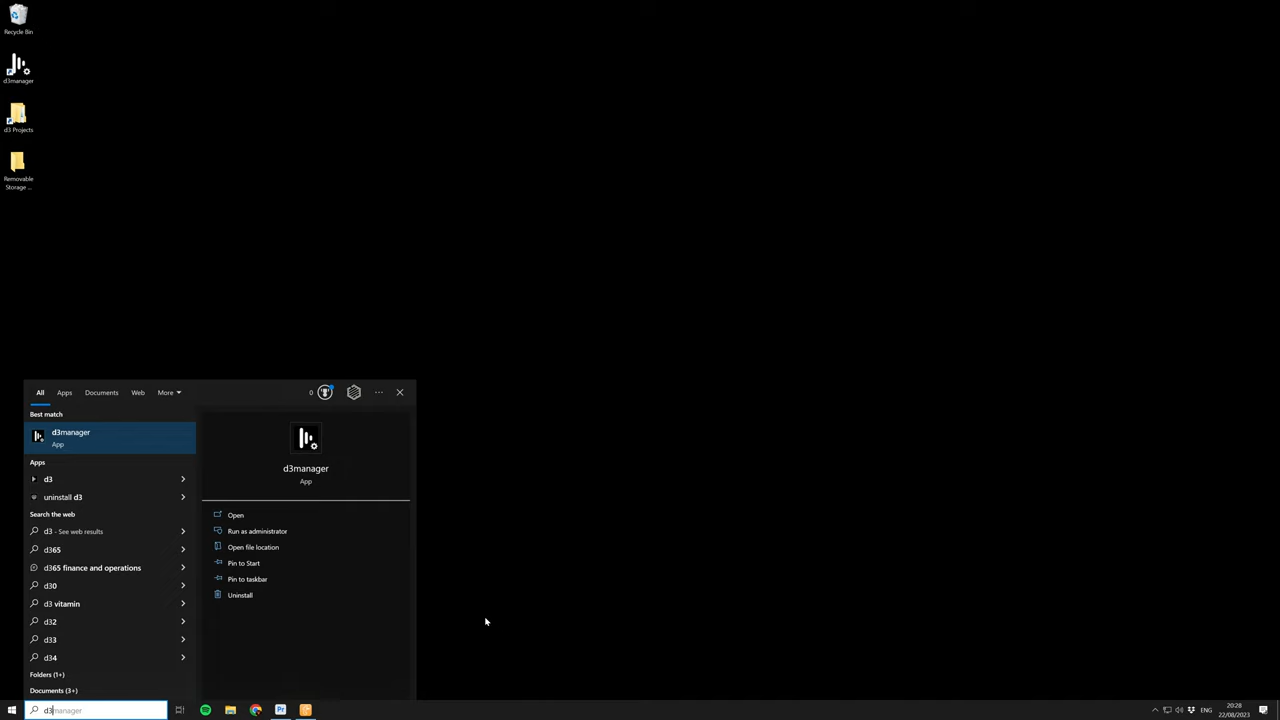 Recycle Bin
d3manager
d3 Projects
Removable
Storage ...
All
Apps
Documents
Web
More
0
Best match
d3manager
App
Apps
d3
uninstall d3
Search the web
d3 - See web results
d365
d365 finance and operations
d30
d3 vitamin
d32
d33
d34
Folders (1+)
Documents (3+)
d3manager
App
Open
Run as administrator
Open file location
Pin to Start
Pin to taskbar
Uninstall
d3manager
Pr
ENG
20:28
22/08/2023